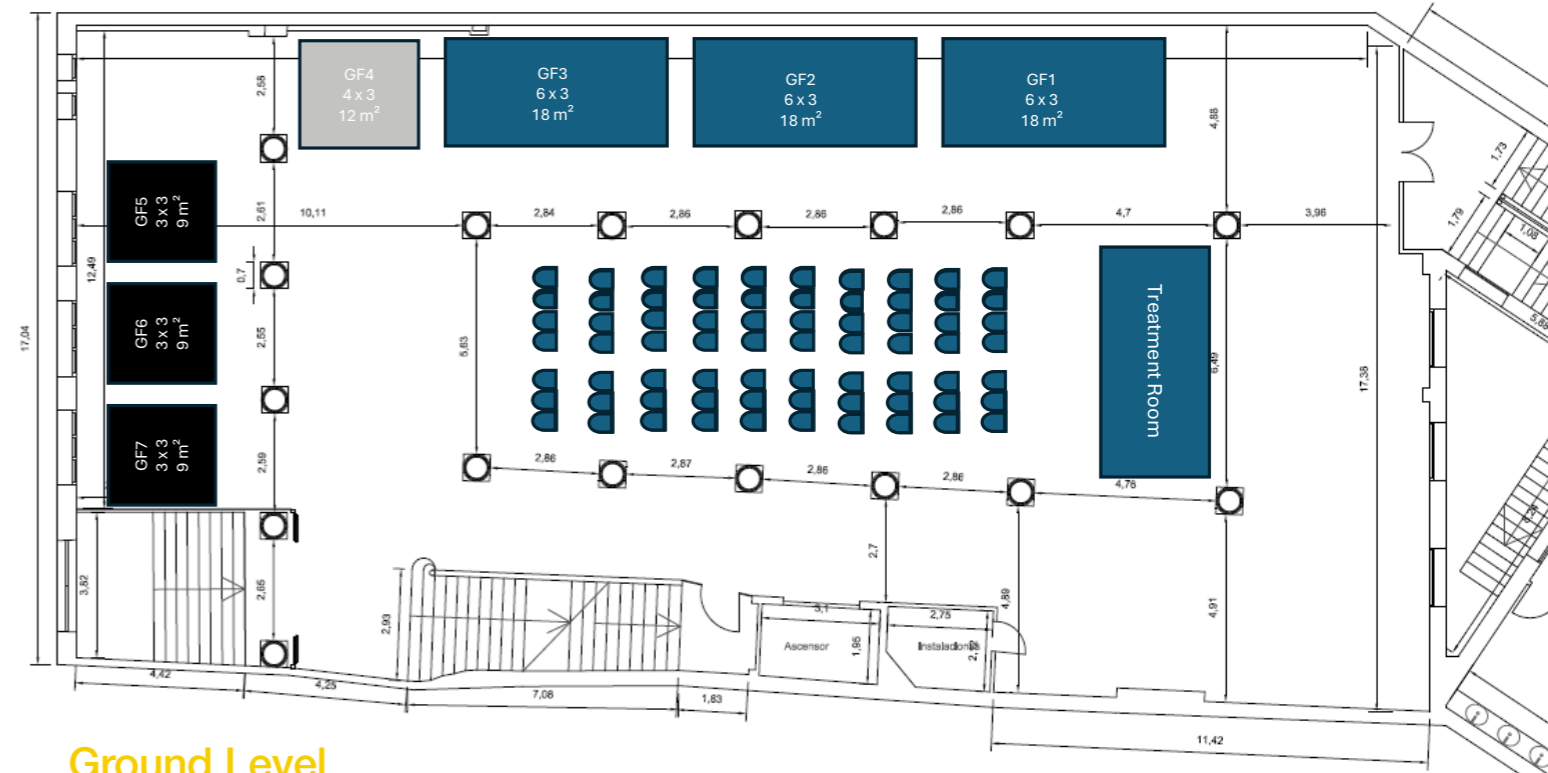 GF4
4 x 3
12 m²
GF3
6 x 3
18 m²
GF2
6 x 3
18 m²
GF1
6 x 3
18 m²
2,58
4,88
1,73
GF5
3 x 3
9 m²
2,61
10,11
2,84
2,86
2,86
2,86
4,7
3,96
1,79
1,08
12,49
0,7
17,04
GF6
3 x 3
9 m²
2,55
5,63
Treatment Room
6,49
17,38
5,88
GF7
3 x 3
9 m²
2,59
2,86
2,87
2,86
2,86
4,76
2,7
3,82
2,65
2,93
4,89
4,91
3,1
2,75
Ascensor
1,95
4,42
4,25
7,08
1,63
11,42
Ground Level